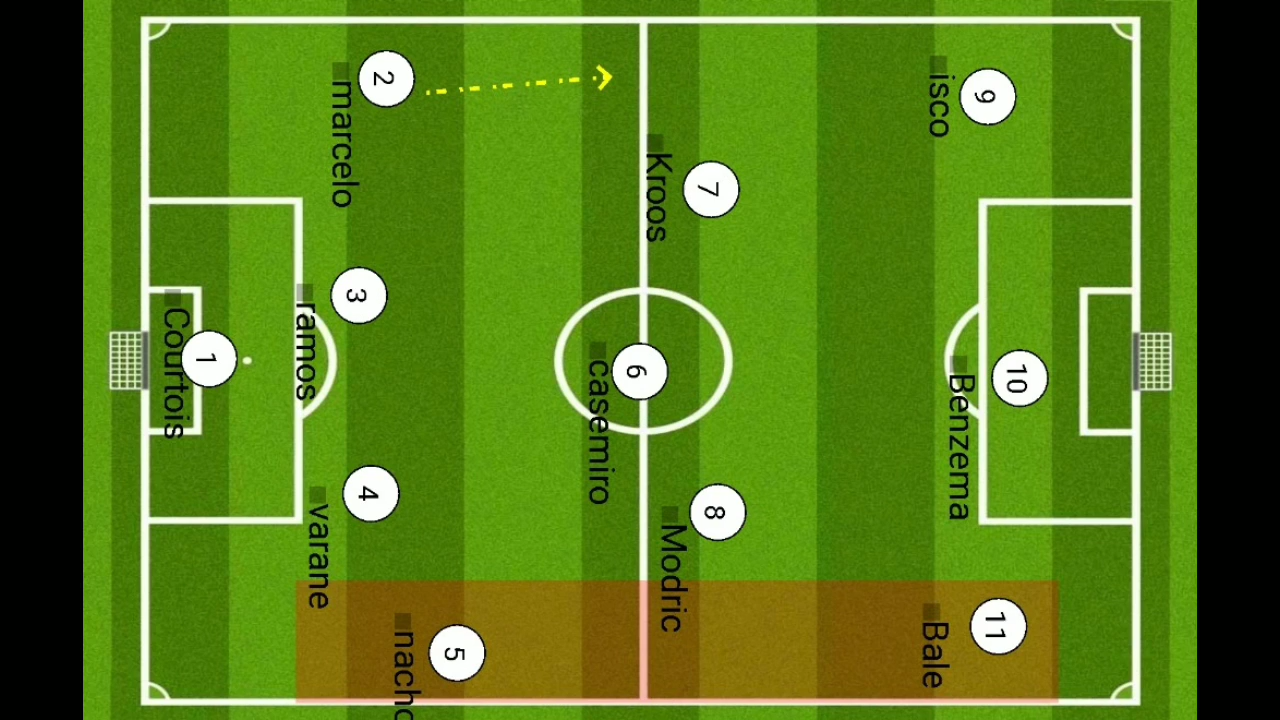 2
marcelo
9
isco
7
Kroos
3
ramos
1
Courtois
6
casemiro
10
Benzema
4
varane
8
Modric
5
nacho
11
Bale